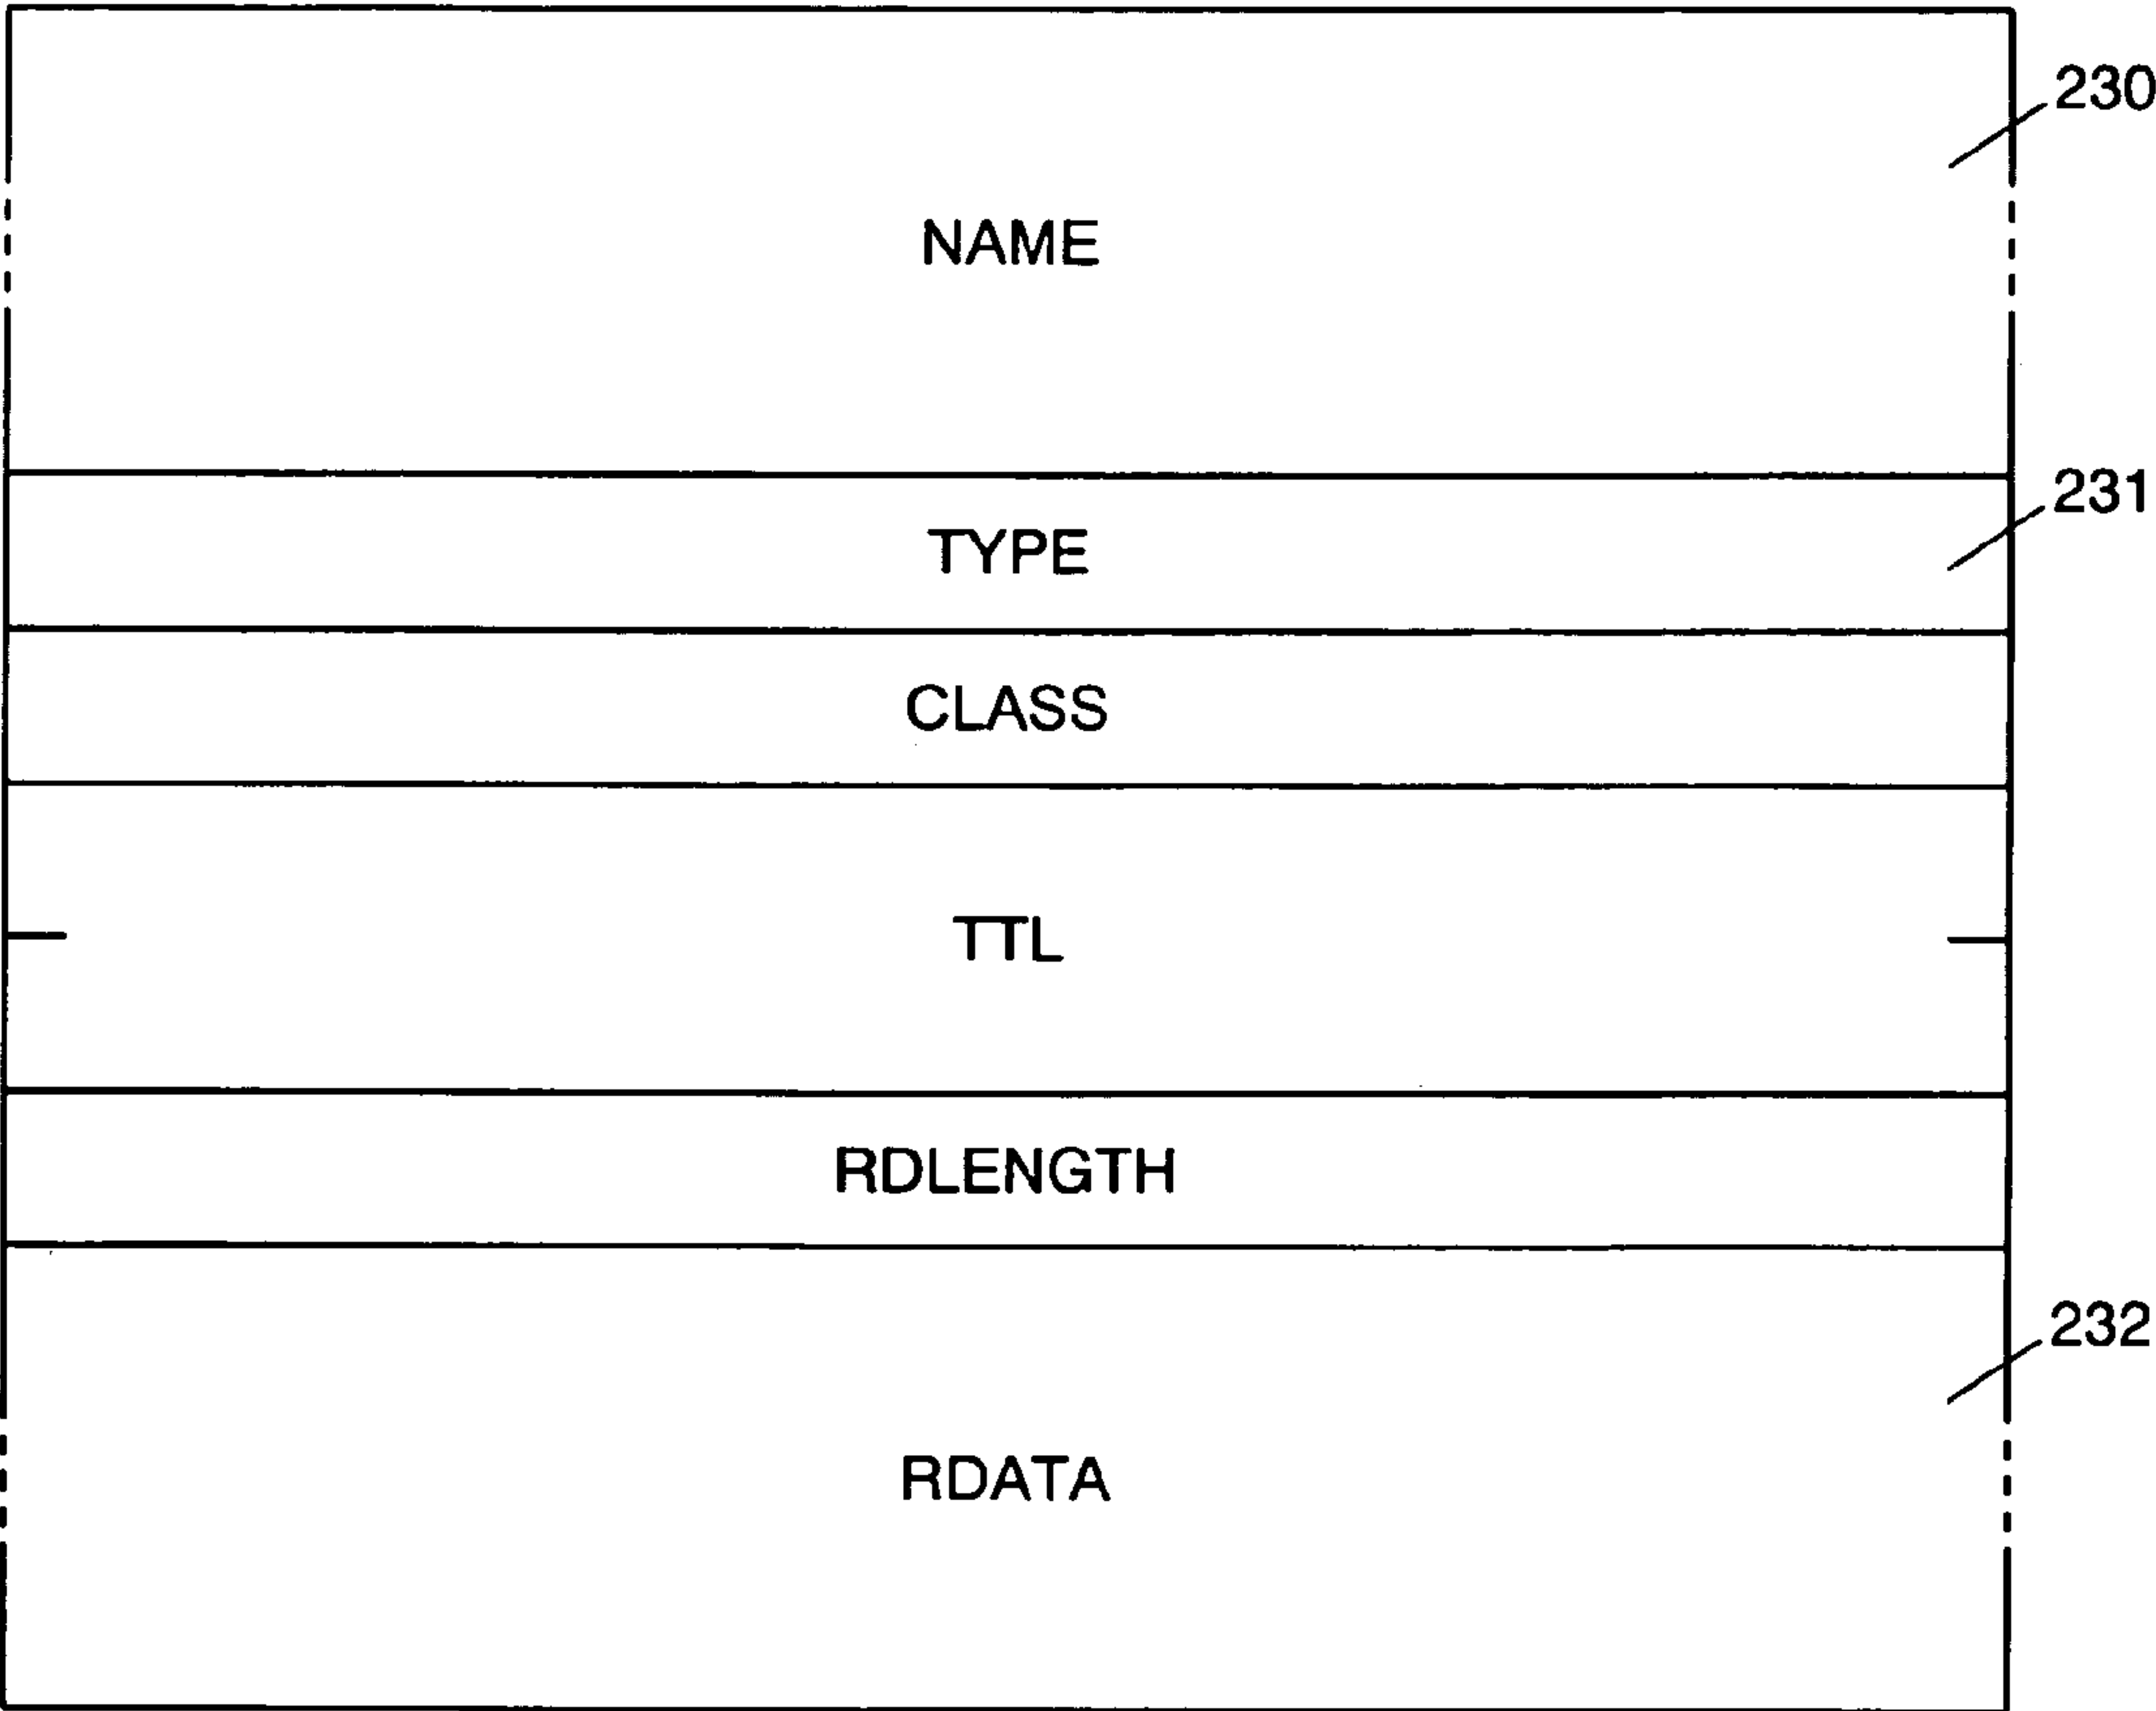 230
NAME
231
TYPE
CLASS
TTL
RDLENGTH
232
RDATA